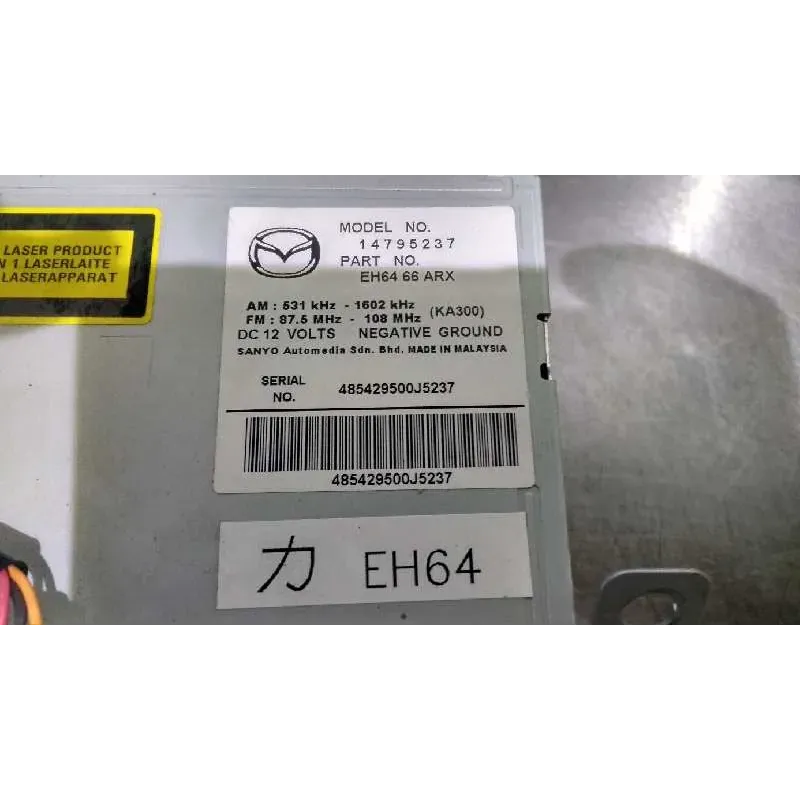 LASER PRODUCT
N 1 LASERLAITE
LASERAPPARAT
MODEL NO.
14795237
PART NO.
EH64 66 ARX
AM : 531 kHz - 1602 kHz
FM : 87.5 MHz - 108 MHz (KA300)
DC 12 VOLTS NEGATIVE GROUND
SANYO Automedia Sdn. Bhd. MADE IN MALAYSIA
SERIAL NO. 485429500J5237
485429500J5237
カ EH64